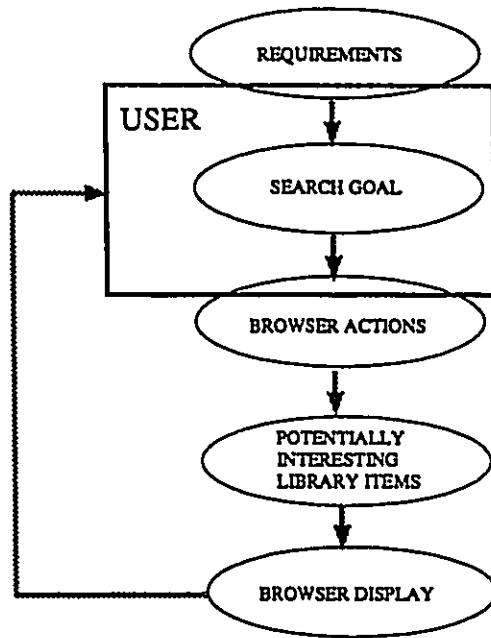 REQUIREMENTS
USER
SEARCH GOAL
BROWSER ACTIONS
POTENTIALLY
INTERESTING
LIBRARY ITEMS
BROWSER DISPLAY